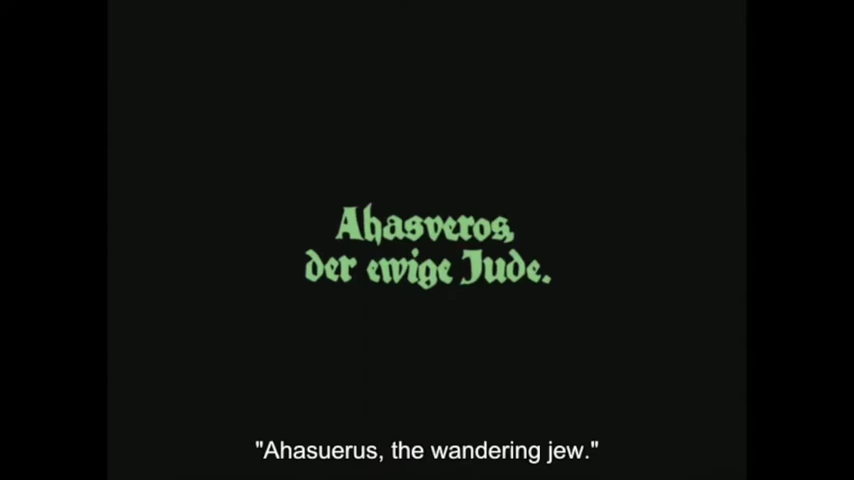 Ahasveros,
der ewige Jude.
"Ahasuerus, the wandering jew."